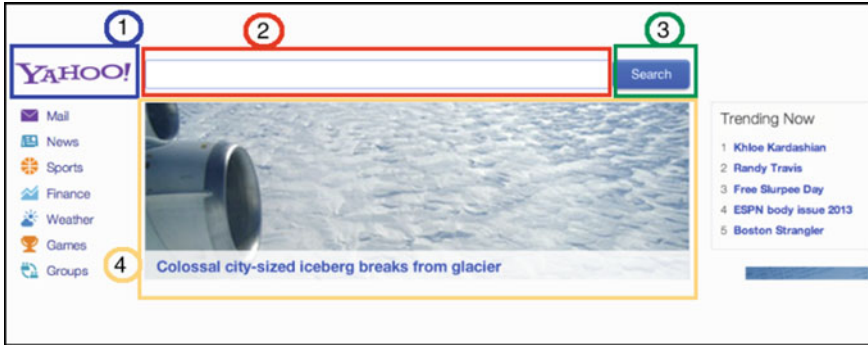 1
2
3
YAHOO!
Search
Mail
News
Sports
Finance
Weather
Games
Groups
4
Colossal city-sized iceberg breaks from glacier
Trending Now
1 Khloe Kardashian
2 Randy Travis
3 Free Slurpee Day
4 ESPN body issue 2013
5 Boston Strangler